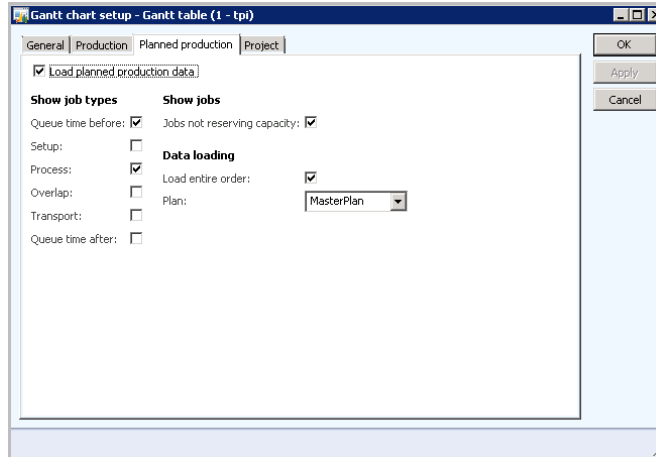 Gantt chart setup - Gantt table (1 - tpi)
General Production Planned production Project
OK
Apply
Cancel
Load planned production data
Show job types
Queue time before:
Setup:
Process:
Overlap:
Transport:
Queue time after:
Show jobs
Jobs not reserving capacity:
Data loading
Load entire order:
Plan: MasterPlan